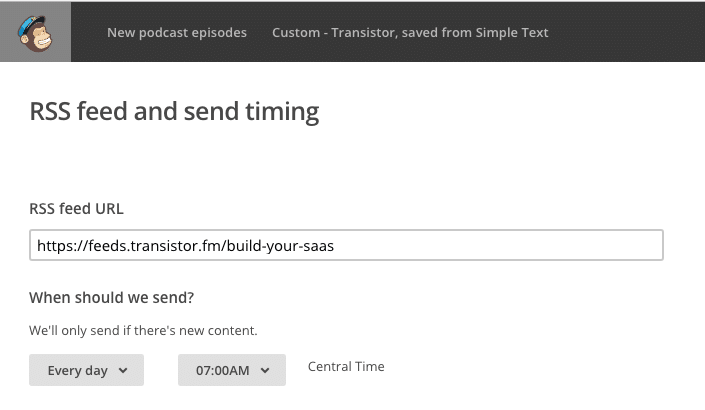 New podcast episodes Custom - Transistor, saved from Simple Text
RSS feed and send timing
RSS feed URL
https://feeds.transistor.fm/build-your-saas
When should we send?
We'll only send if there's new content.
Every day 07:00AM Central Time